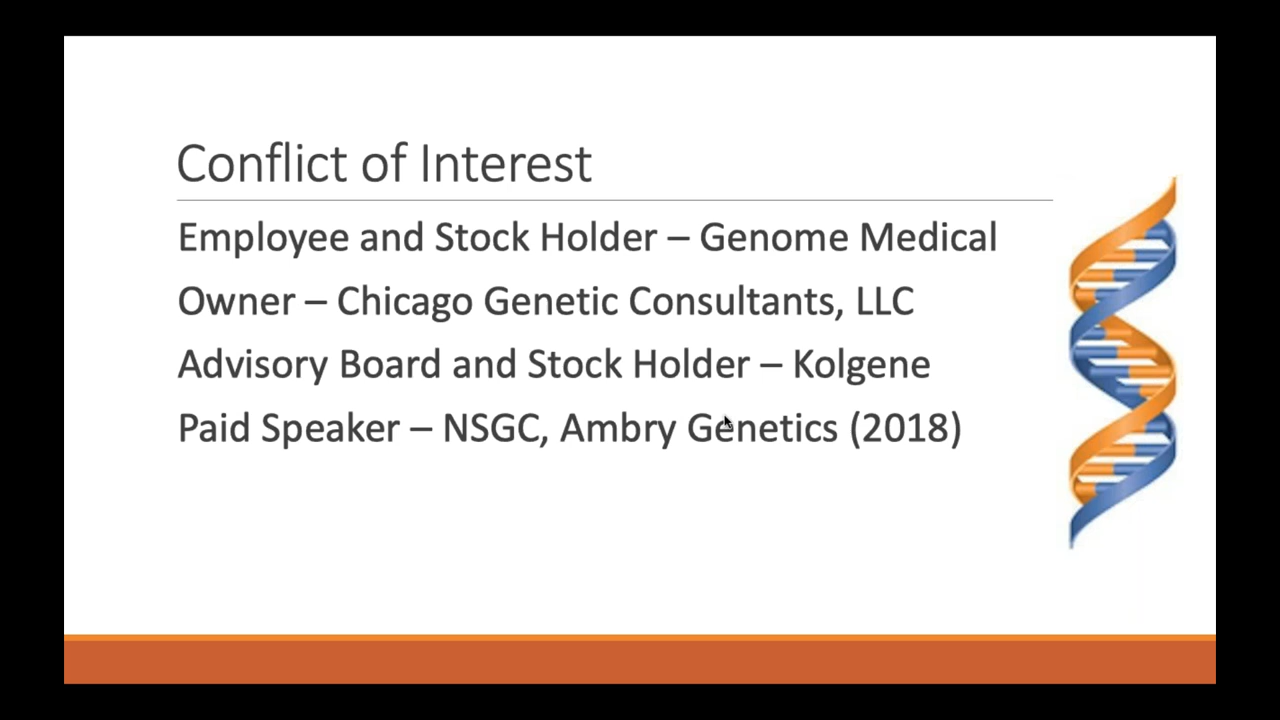 Conflict of Interest
Employee and Stock Holder – Genome Medical
Owner – Chicago Genetic Consultants, LLC
Advisory Board and Stock Holder – Kolgene
Paid Speaker – NSGC, Ambry Genetics (2018)